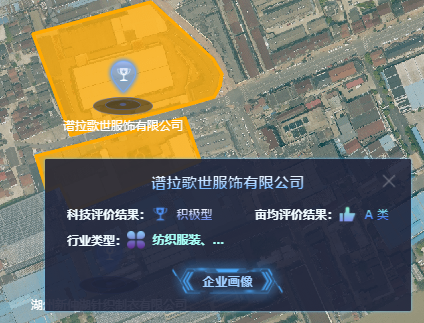 谱拉歌世服饰有限公司
谱拉歌世服饰有限公司
科技评价结果： 积极型 亩均评价结果： A 类
行业类型： 纺织服装、...
企业画像
湖